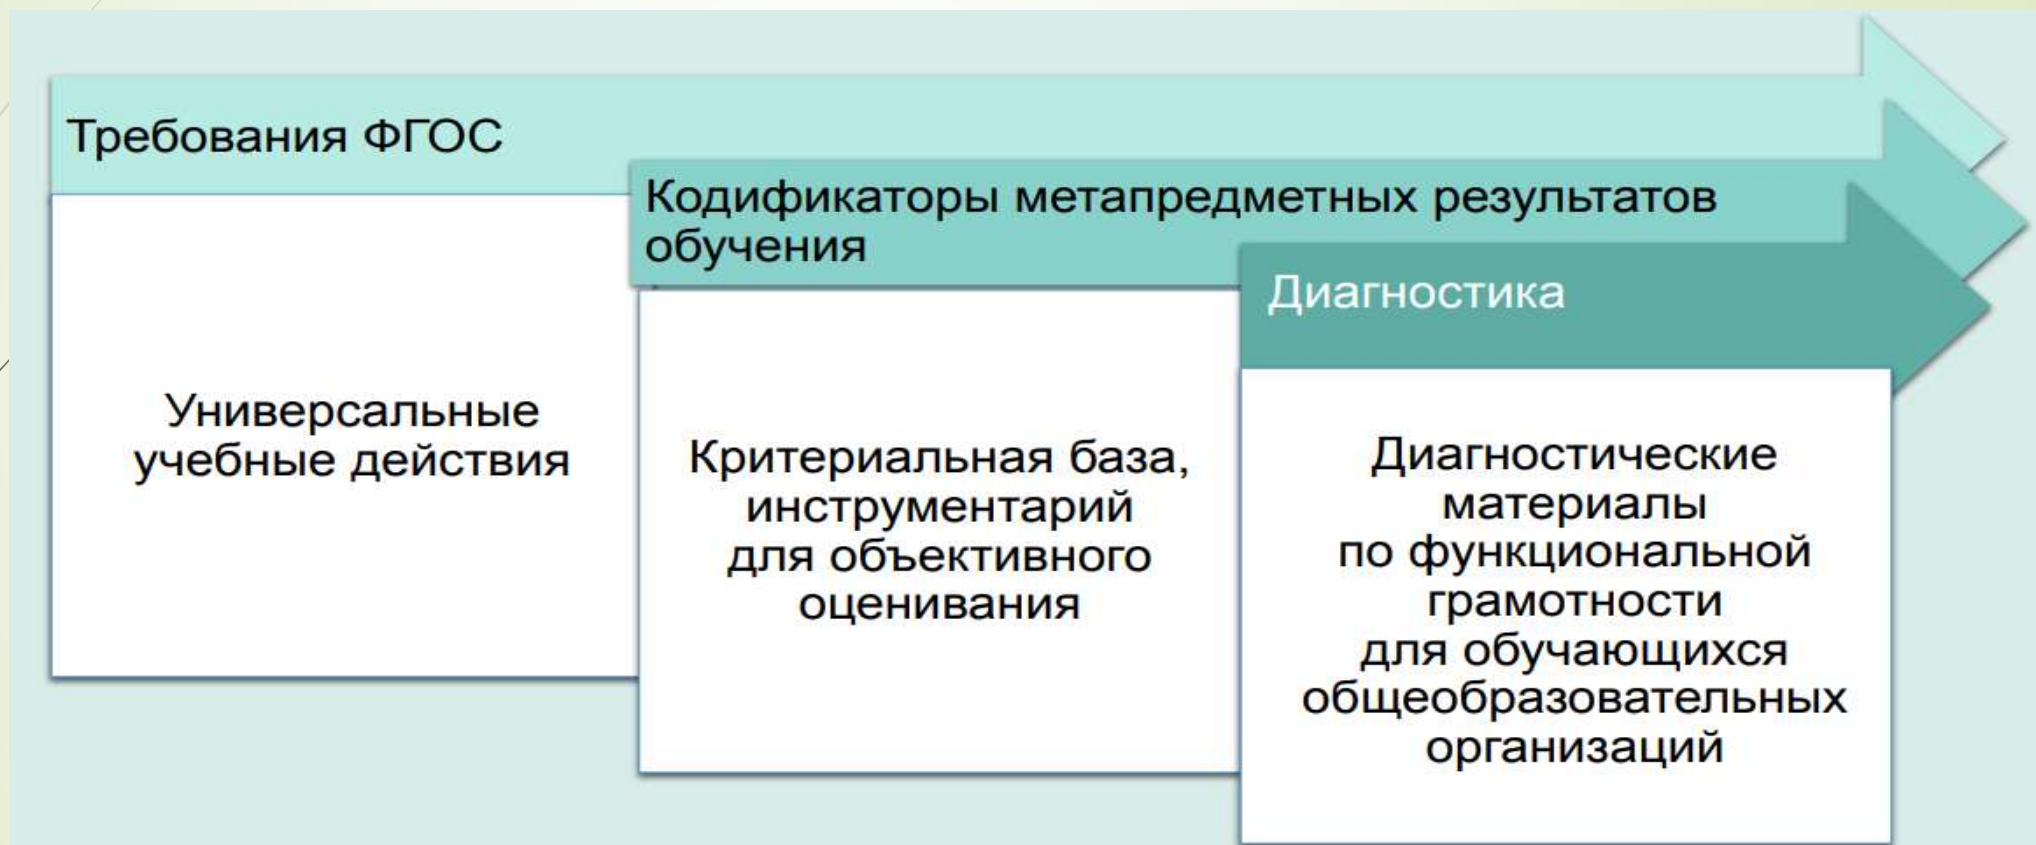 Требования ФГОС
Универсальные
учебные действия
Кодификаторы метапредметных результатов
обучения
Критериальная база,
инструментарий
для объективного
оценивания
Диагностика
Диагностические
материалы
по функциональной
грамотности
для обучающихся
общеобразовательных
организаций